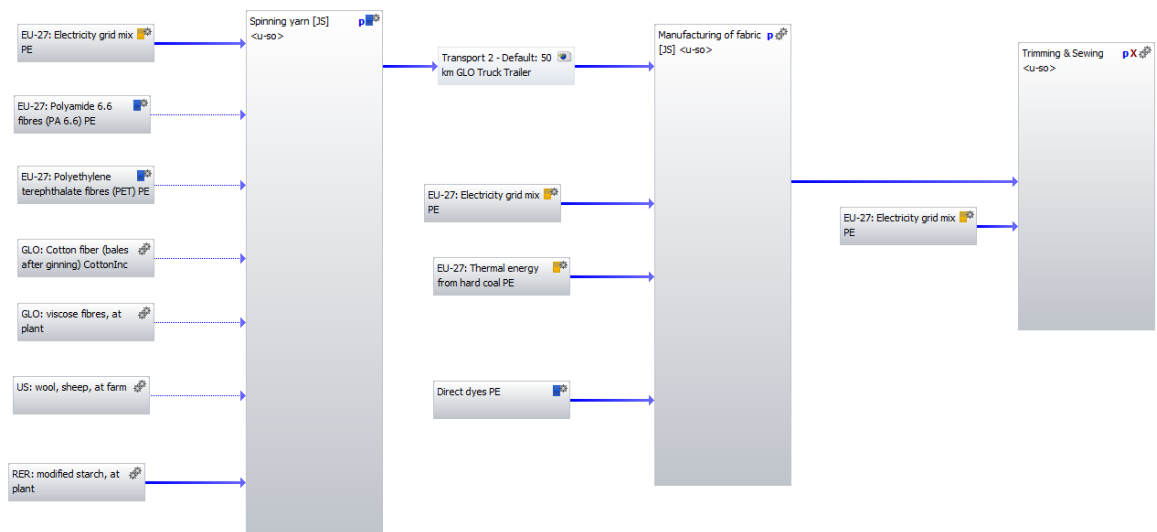 EU-27: Electricity grid mix
PE
EU-27: Polyamide 6.6
fibres (PA 6.6) PE
EU-27: Polyethylene
terephthalate fibres (PET) PE
GLO: Cotton fiber (bales
after ginning) CottonInc
GLO: viscose fibres, at
plant
US: wool, sheep, at farm
RER: modified starch, at
plant
Spinning yarn [JS] p
<u-so>
Transport 2 - Default: 50
km GLO Truck Trailer
EU-27: Electricity grid mix
PE
EU-27: Thermal energy
from hard coal PE
Direct dyes PE
Manufacturing of fabric p
[JS] <u-so>
EU-27: Electricity grid mix
PE
Trimming & Sewing pX
<u-so>